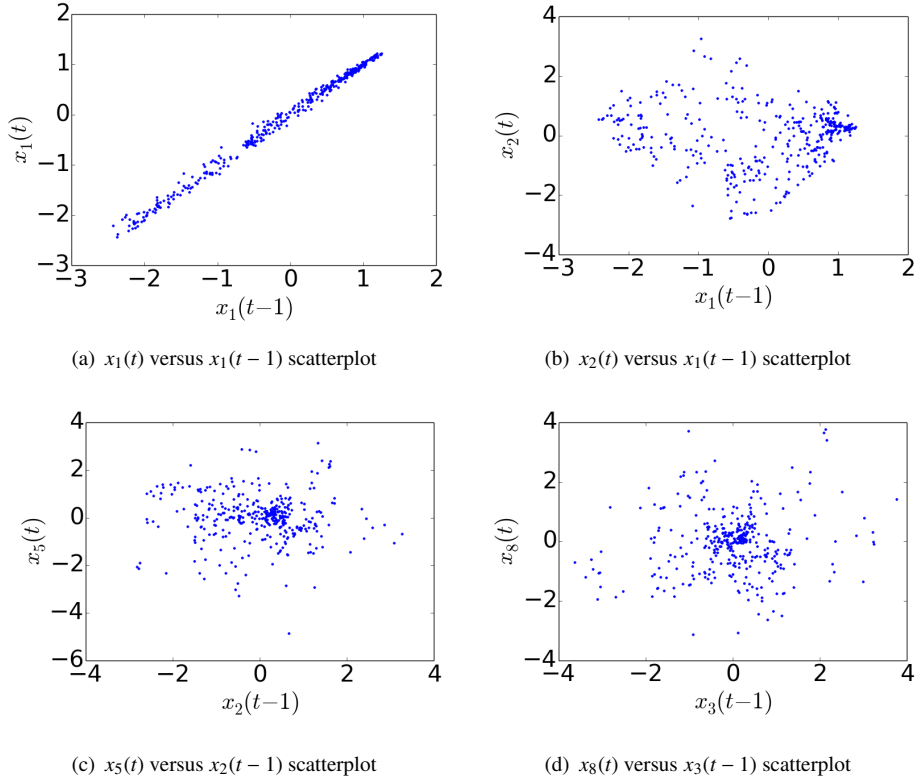 2
1
0
−1
−2
−3
x₁(t)
−3 −2 −1 0 1 2
x₁(t−1)
(a) x₁(t) versus x₁(t − 1) scatterplot
4
2
0
−2
−4
x₂(t)
−3 −2 −1 0 1 2
x₁(t−1)
(b) x₂(t) versus x₁(t − 1) scatterplot
4
2
0
−2
−4
−6
x₅(t)
−4 −2 0 2 4
x₂(t−1)
(c) x₅(t) versus x₂(t − 1) scatterplot
4
2
0
−2
−4
x₈(t)
−4 −2 0 2 4
x₃(t−1)
(d) x₈(t) versus x₃(t − 1) scatterplot